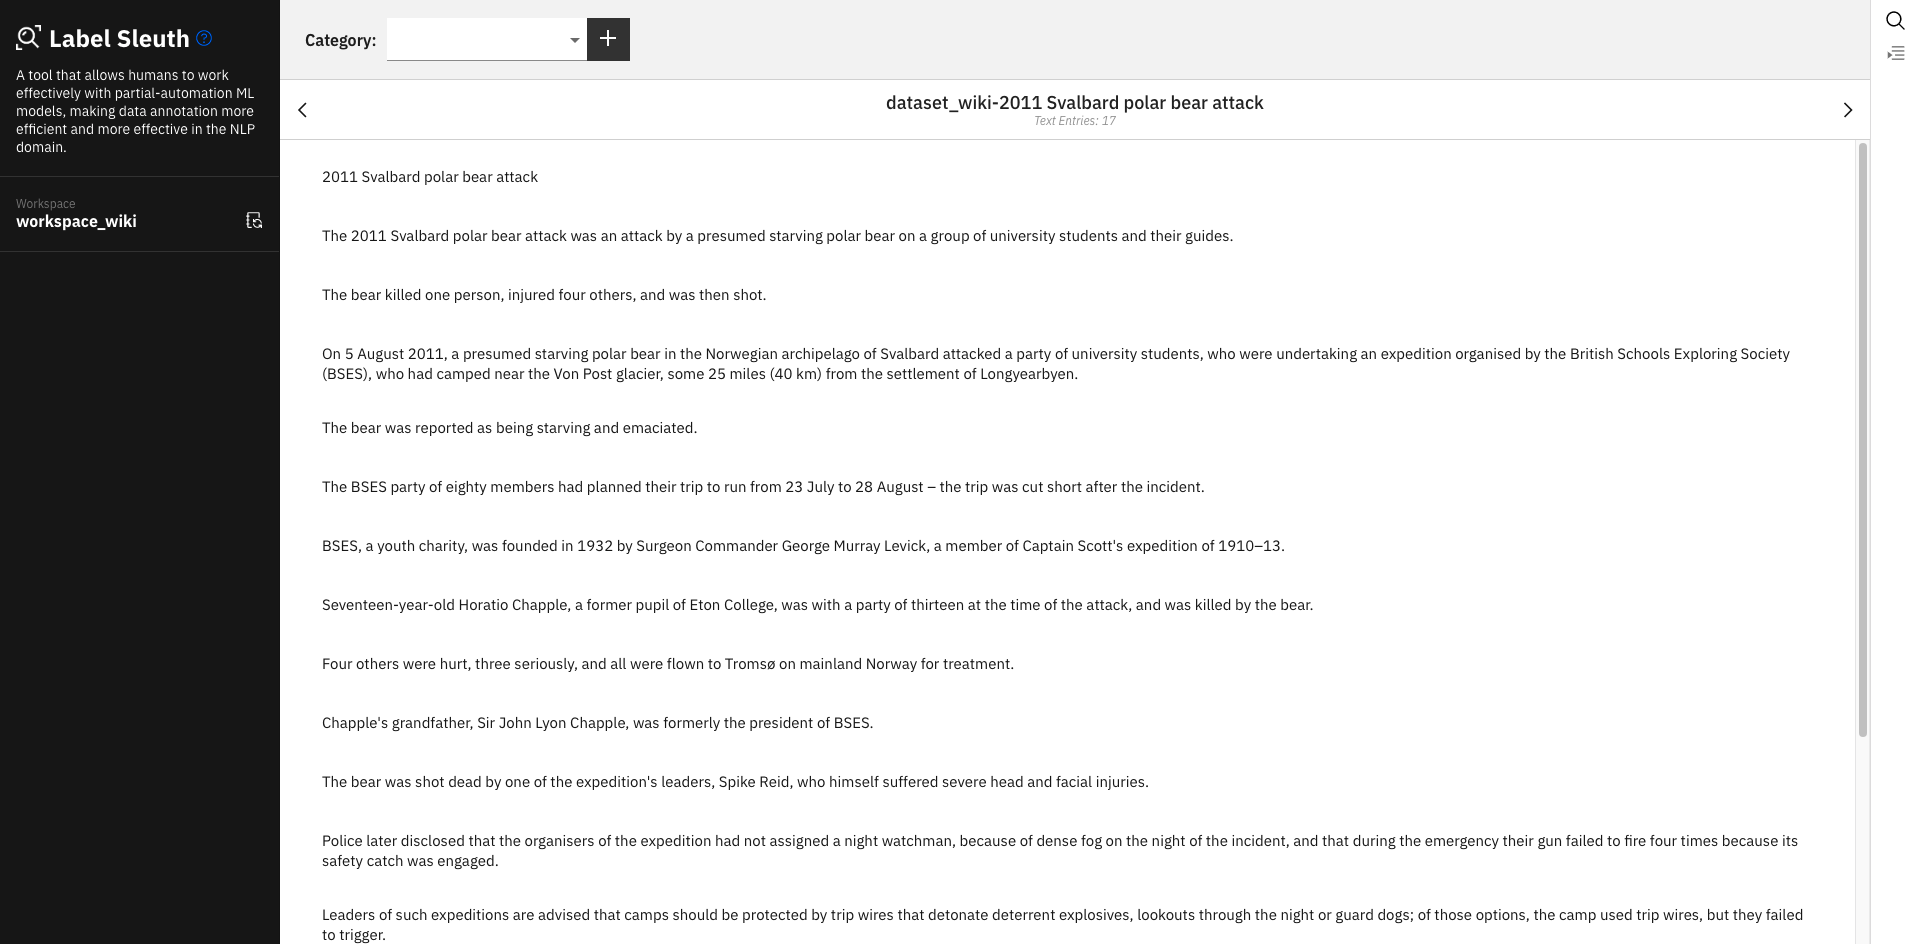 Label Sleuth
A tool that allows humans to work
effectively with partial-automation ML
models, making data annotation more
efficient and more effective in the NLP
domain.
Workspace
workspace_wiki
Category:
dataset_wiki-2011 Svalbard polar bear attack
Text Entries: 17
2011 Svalbard polar bear attack
The 2011 Svalbard polar bear attack was an attack by a presumed starving polar bear on a group of university students and their guides.
The bear killed one person, injured four others, and was then shot.
On 5 August 2011, a presumed starving polar bear in the Norwegian archipelago of Svalbard attacked a party of university students, who were undertaking an expedition organised by the British Schools Exploring Society
(BSES), who had camped near the Von Post glacier, some 25 miles (40 km) from the settlement of Longyearbyen.
The bear was reported as being starving and emaciated.
The BSES party of eighty members had planned their trip to run from 23 July to 28 August – the trip was cut short after the incident.
BSES, a youth charity, was founded in 1932 by Surgeon Commander George Murray Levick, a member of Captain Scott's expedition of 1910–13.
Seventeen-year-old Horatio Chapple, a former pupil of Eton College, was with a party of thirteen at the time of the attack, and was killed by the bear.
Four others were hurt, three seriously, and all were flown to Tromsø on mainland Norway for treatment.
Chapple's grandfather, Sir John Lyon Chapple, was formerly the president of BSES.
The bear was shot dead by one of the expedition's leaders, Spike Reid, who himself suffered severe head and facial injuries.
Police later disclosed that the organisers of the expedition had not assigned a night watchman, because of dense fog on the night of the incident, and that during the emergency their gun failed to fire four times because its
safety catch was engaged.
Leaders of such expeditions are advised that camps should be protected by trip wires that detonate deterrent explosives, lookouts through the night or guard dogs; of those options, the camp used trip wires, but they failed
to trigger.